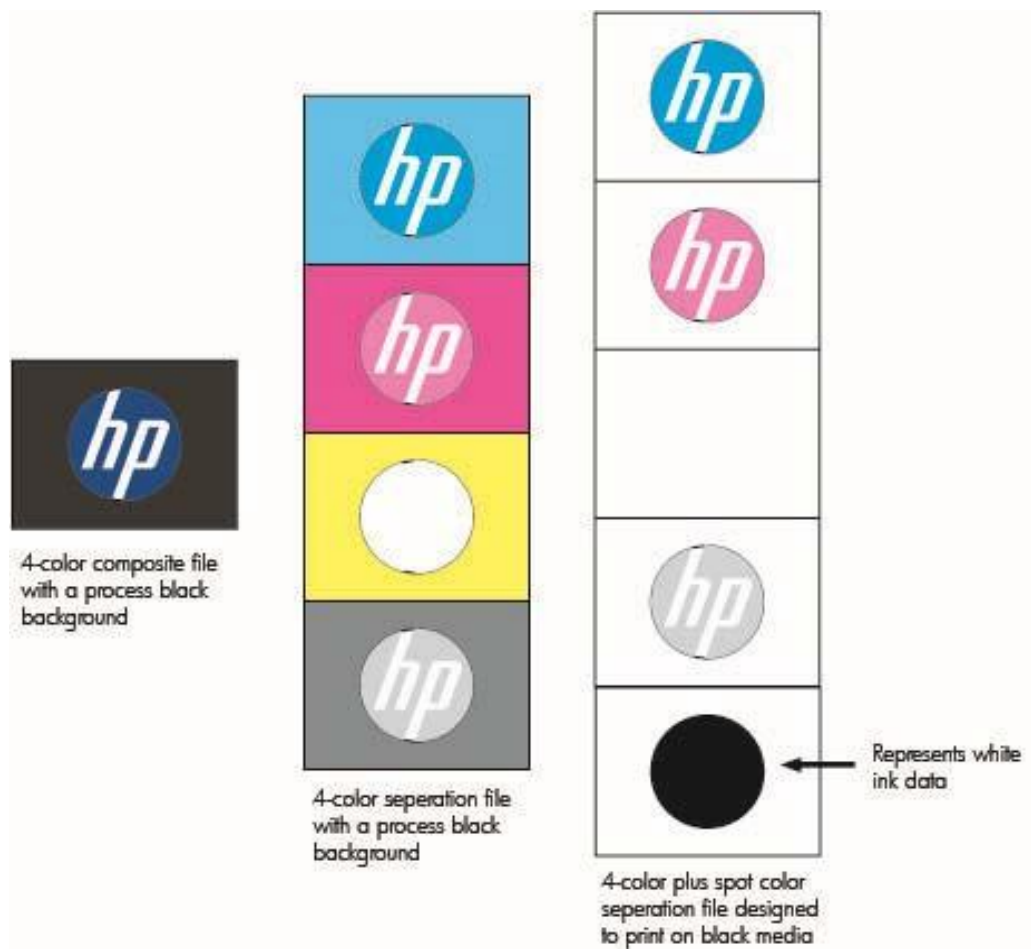 hp
4-color composite file
with a process black
background
hp
hp
hp
4-color seperation file
with a process black
background
hp
hp
hp
Represents white
ink data
4-color plus spot color
seperation file designed
to print on black media